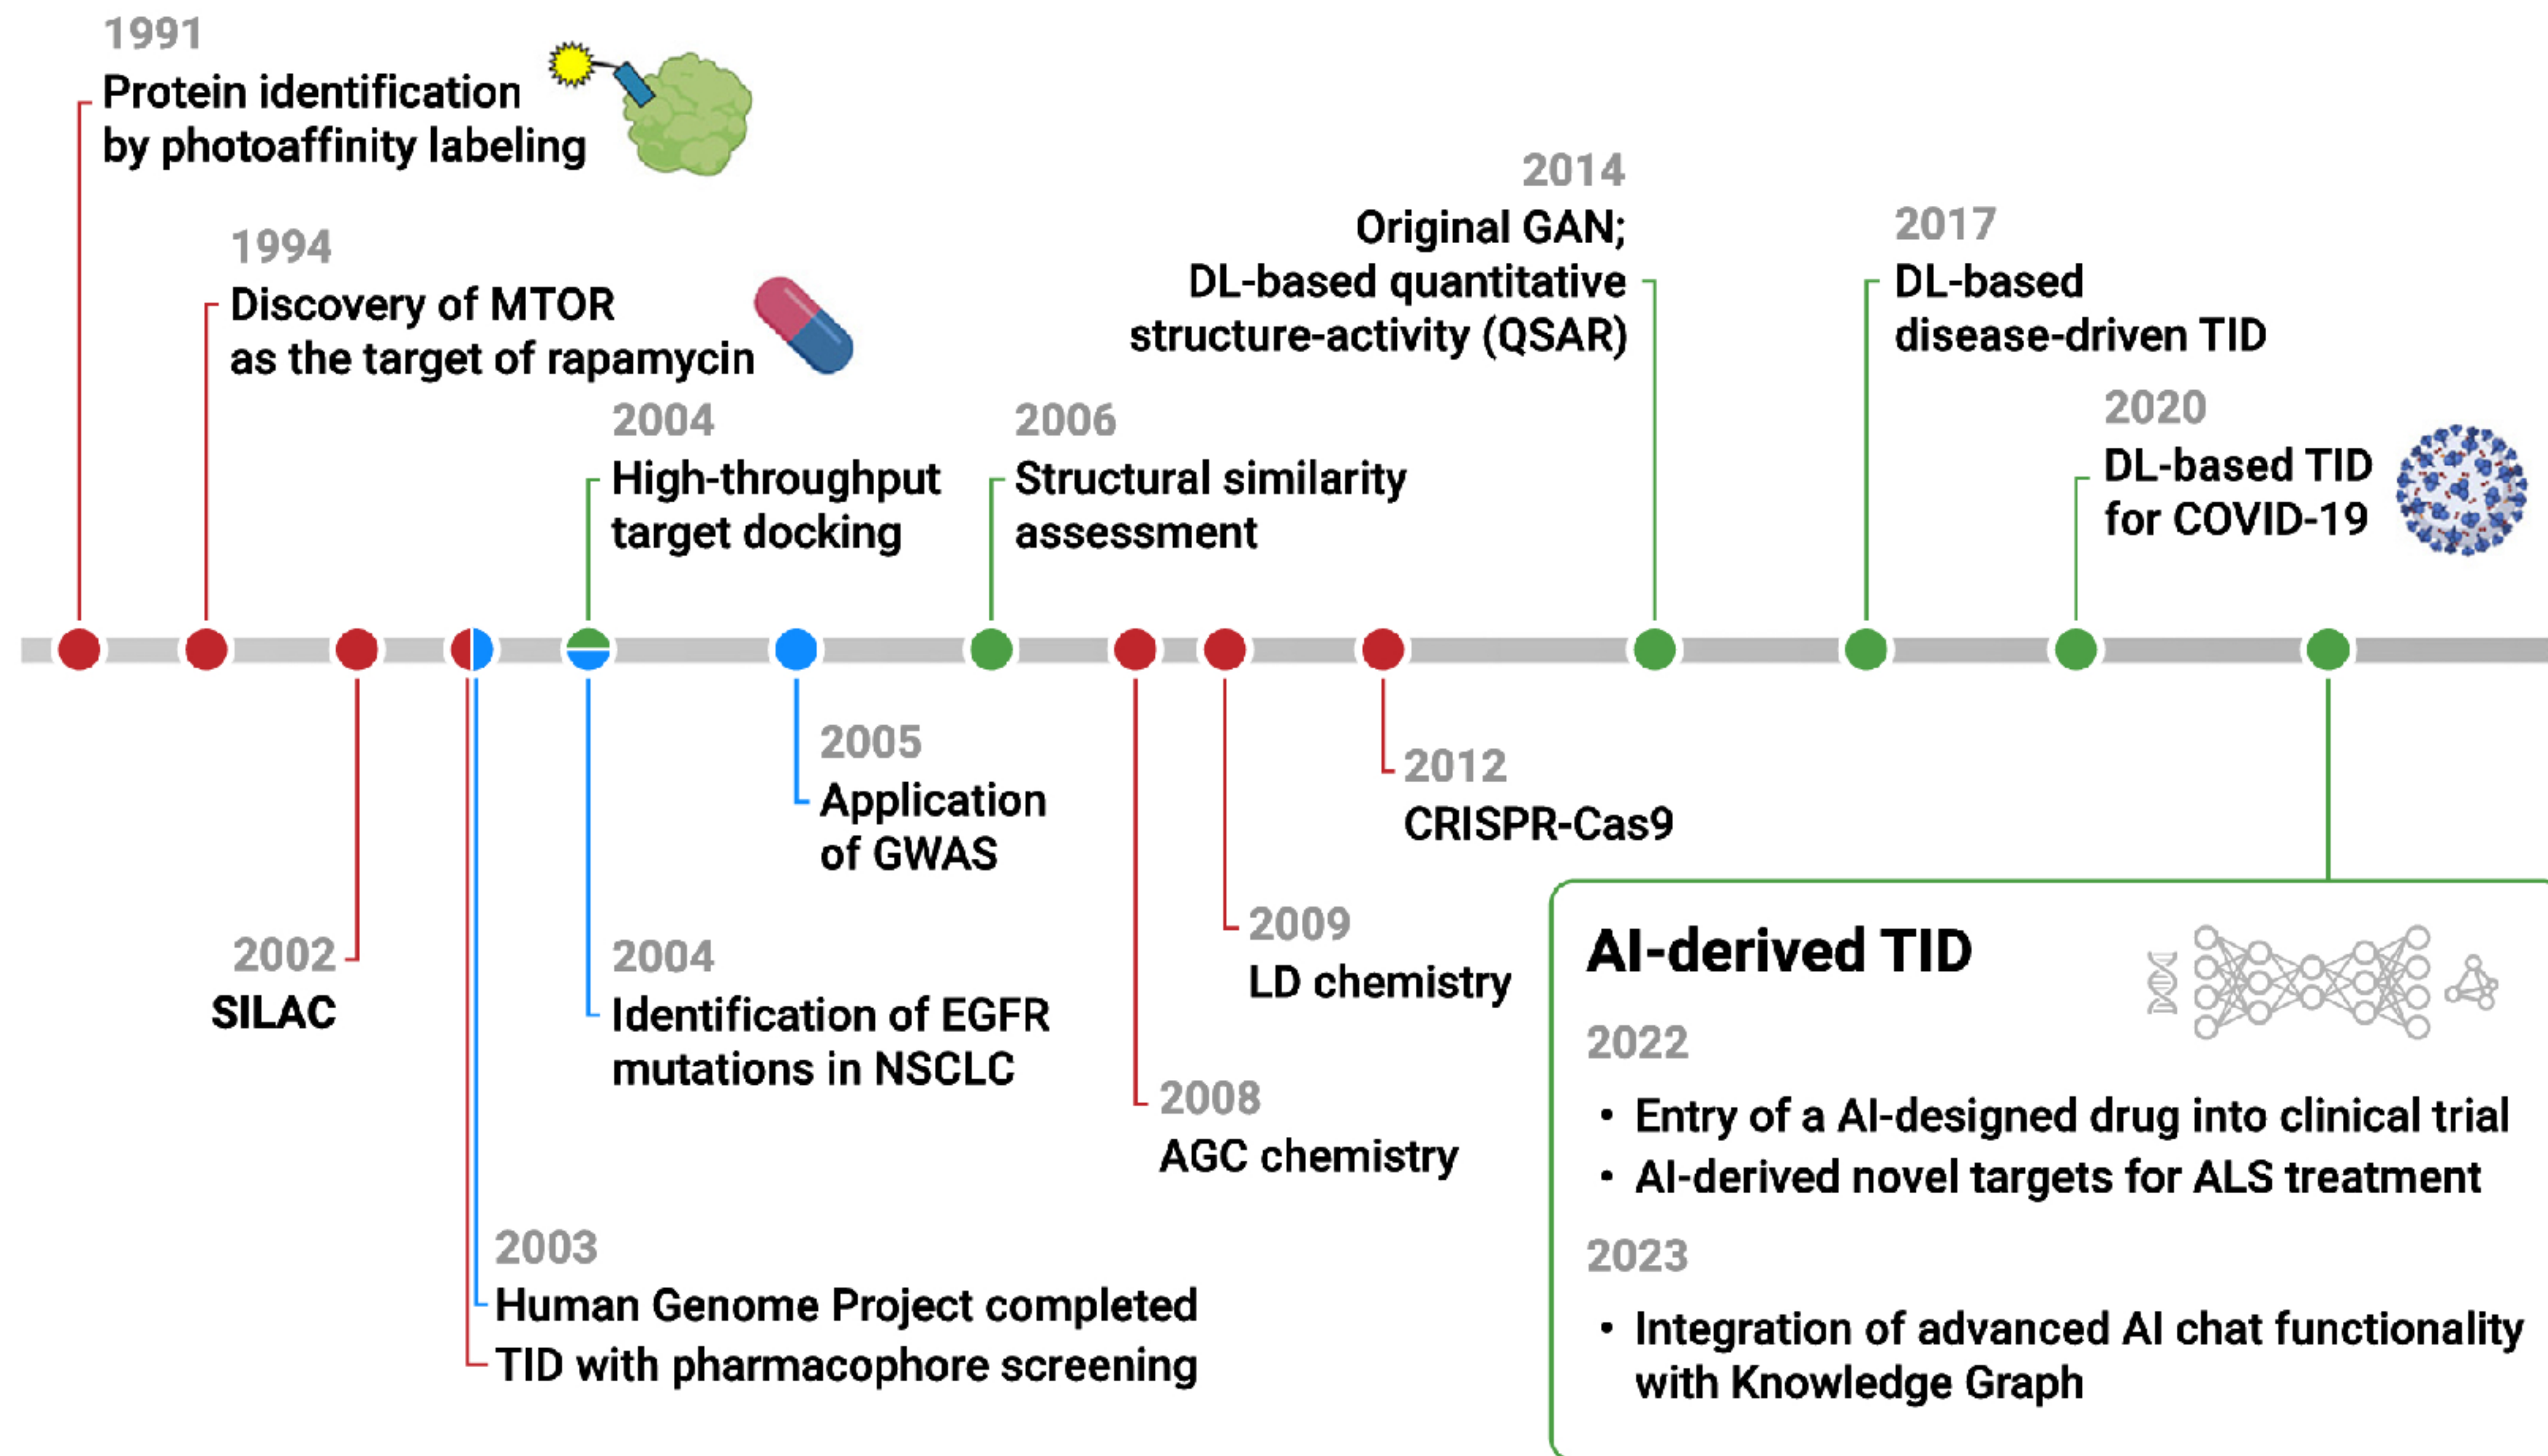 1991
Protein identification
by photoaffinity labeling
1994
Discovery of MTOR
as the target of rapamycin
2002
SILAC
2003
Human Genome Project completed
TID with pharmacophore screening
2004
High-throughput
target docking
2004
Identification of EGFR
mutations in NSCLC
2005
Application
of GWAS
2006
Structural similarity
assessment
2008
AGC chemistry
2009
LD chemistry
2012
CRISPR-Cas9
2014
Original GAN;
DL-based quantitative
structure-activity (QSAR)
2017
DL-based
disease-driven TID
2020
DL-based TID
for COVID-19
AI-derived TID
2022
• Entry of a AI-designed drug into clinical trial
• AI-derived novel targets for ALS treatment
2023
• Integration of advanced AI chat functionality
with Knowledge Graph